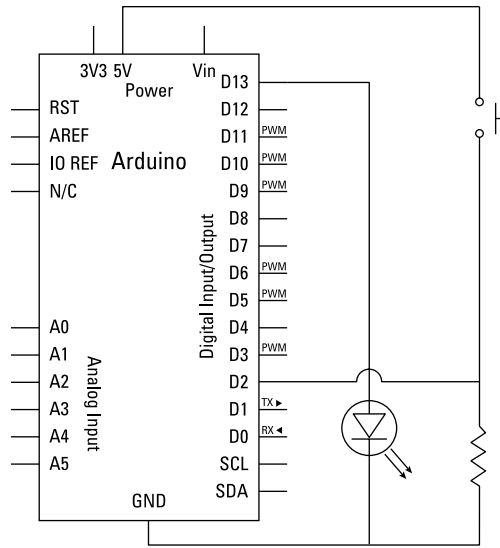 3V3 5V Vin
Power
D13
RST D12
AREF D11 PWM
IO REF Arduino D10 PWM
N/C D9 PWM
D8
D7
D6 PWM
D5 PWM
Digital Input/Output
A0 D4
A1 D3 PWM
A2 D2
A3 D1 TX ►
A4 D0 RX ◄
A5 SCL
Analog Input
SDA
GND